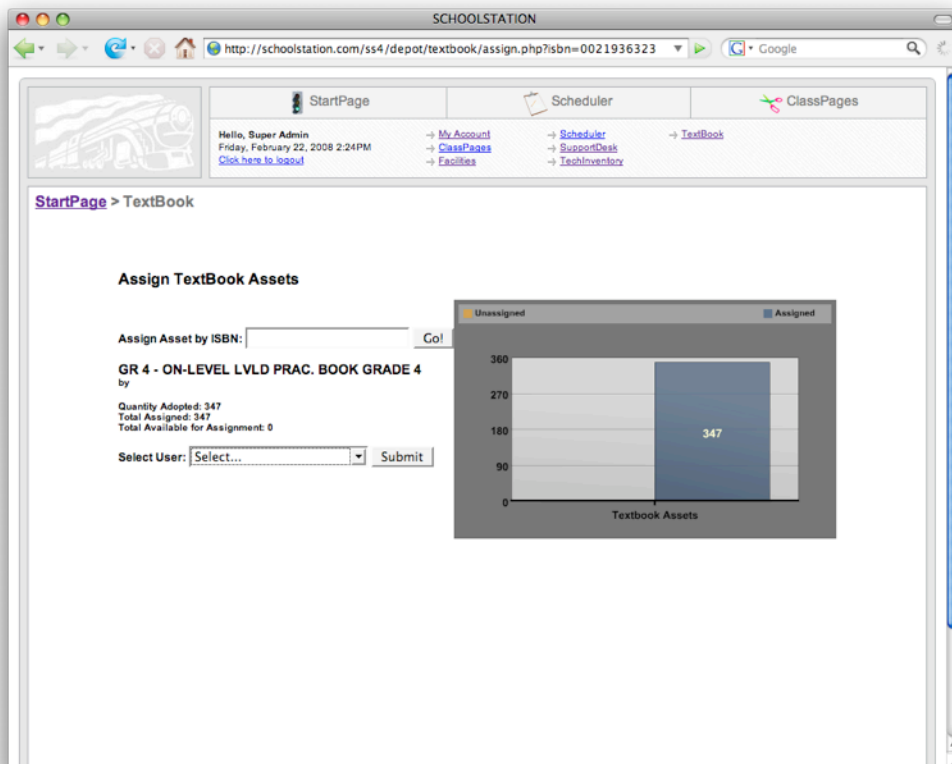 SCHOOLSTATION
http://schoolstation.com/ss4/depot/textbook/assign.php?isbn=0021936323
G Google
StartPage
Scheduler
ClassPages
Hello, Super Admin
Friday, February 22, 2008 2:24PM
Click here to logout
→ My Account
→ ClassPages
→ Facilities
→ Scheduler
→ SupportDesk
→ TechInventory
→ TextBook
StartPage > TextBook
Assign TextBook Assets
Assign Asset by ISBN: Go!
GR 4 - ON-LEVEL LVLD PRAC. BOOK GRADE 4
by
Quantity Adopted: 347
Total Assigned: 347
Total Available for Assignment: 0
Select User: Select... Submit
Unassigned Assigned
360
270
180
90
0
347
Textbook Assets